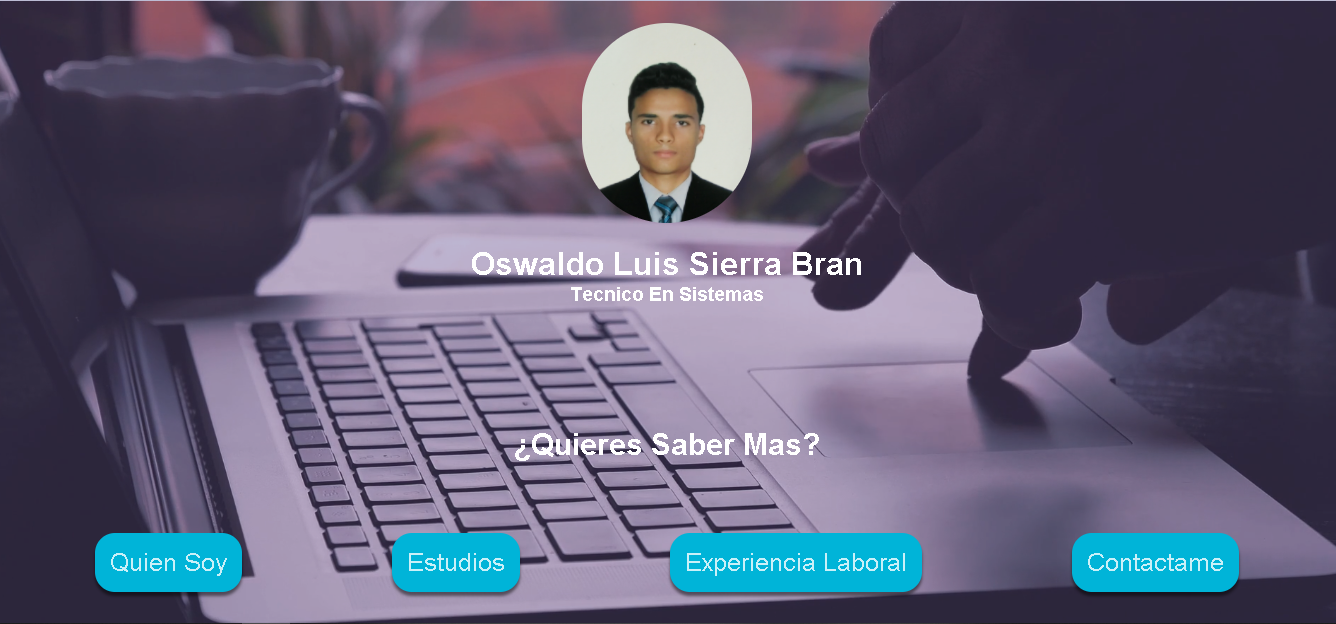 Oswaldo Luis Sierra Bran
Tecnico En Sistemas
¿Quieres Saber Mas?
Quien Soy
Estudios
Experiencia Laboral
Contactame